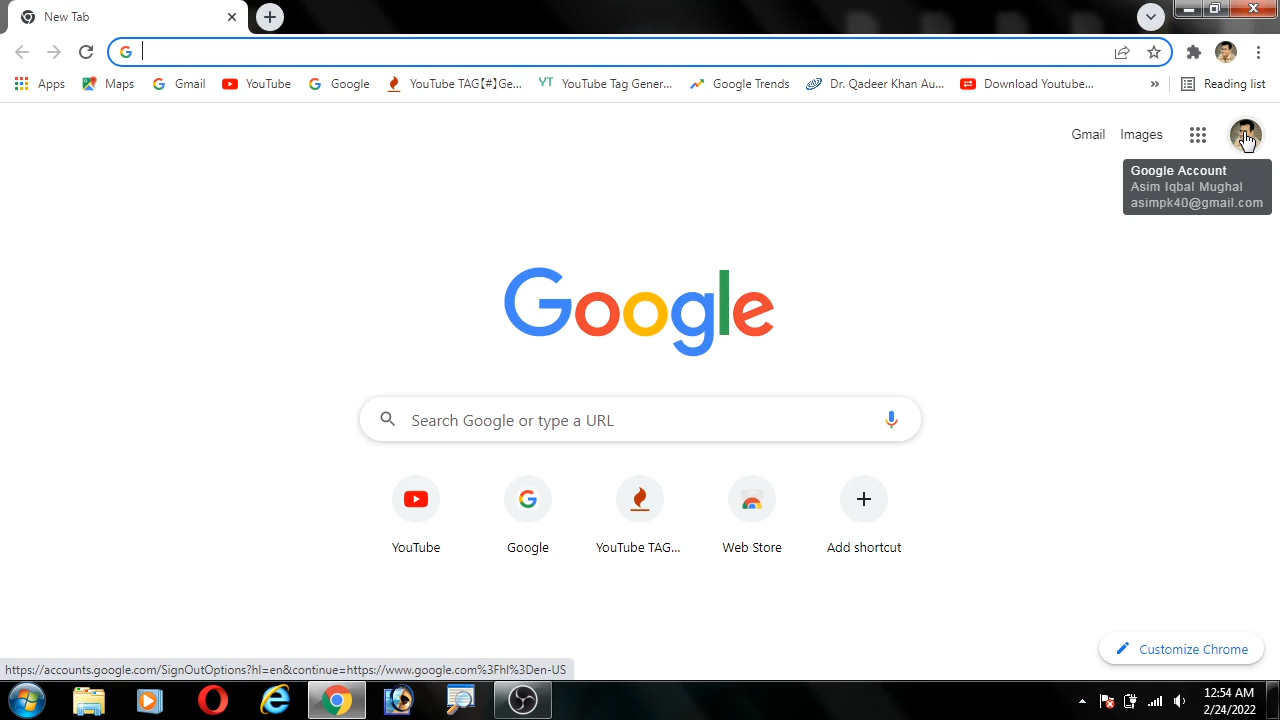 New Tab
Apps Maps Gmail YouTube Google YouTube TAG【#】Ge... YT YouTube Tag Gener... Google Trends Dr. Qadeer Khan Au... Download Youtube... » Reading list
Gmail Images
Google Account
Asim Iqbal Mughal
asimpk40@gmail.com
Google
Search Google or type a URL
YouTube Google YouTube TAG... Web Store Add shortcut
Customize Chrome
https://accounts.google.com/SignOutOptions?hl=en&continue=https://www.google.com%3Fhl%3Den-US
12:54 AM
2/24/2022